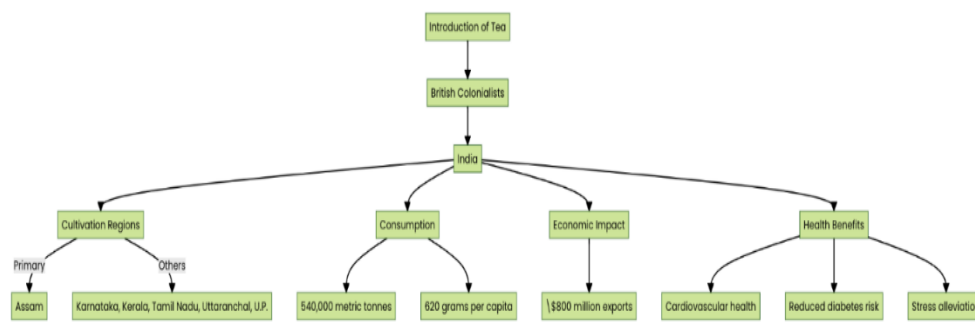 Introduction of Tea
British Colonialists
India
Cultivation Regions
Consumption
Economic Impact
Health Benefits
Primary
Others
Assam
Karnataka, Kerala, Tamil Nadu, Uttaranchal, U.P.
540,000 metric tonnes
620 grams per capita
\$800 million exports
Cardiovascular health
Reduced diabetes risk
Stress alleviatio